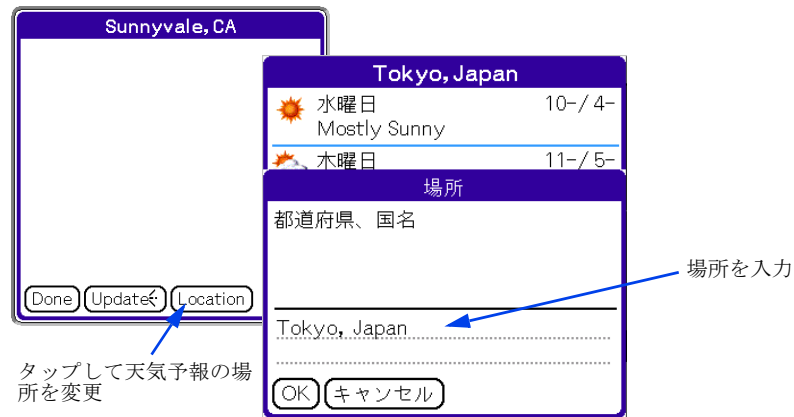 Sunnyvale, CA
Done Update Location
タップして天気予報の場
所を変更
Tokyo, Japan
水曜日 10-/ 4-
Mostly Sunny
木曜日 11-/ 5-
場所
都道府県、国名
Tokyo, Japan
OK キャンセル
場所を入力